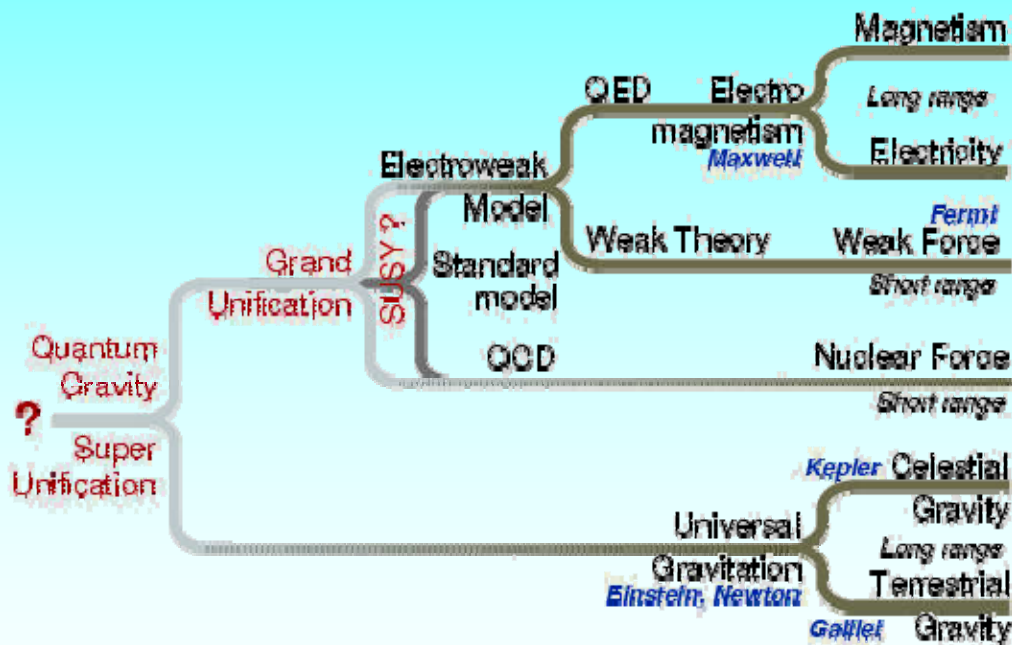 Magnetism
Long range
QED Electro
magnetism
Maxwell
Electricity
Electroweak
Model
Fermi
Weak Theory Weak Force
Short range
SUSY ?
Grand
Unification
Standard
model
QCD
Nuclear Force
Short range
Quantum
Gravity
?
Super
Unification
Kepler Celestial
Gravity
Long range
Universal
Gravitation
Einstein, Newton
Terrestrial
Galilei Gravity